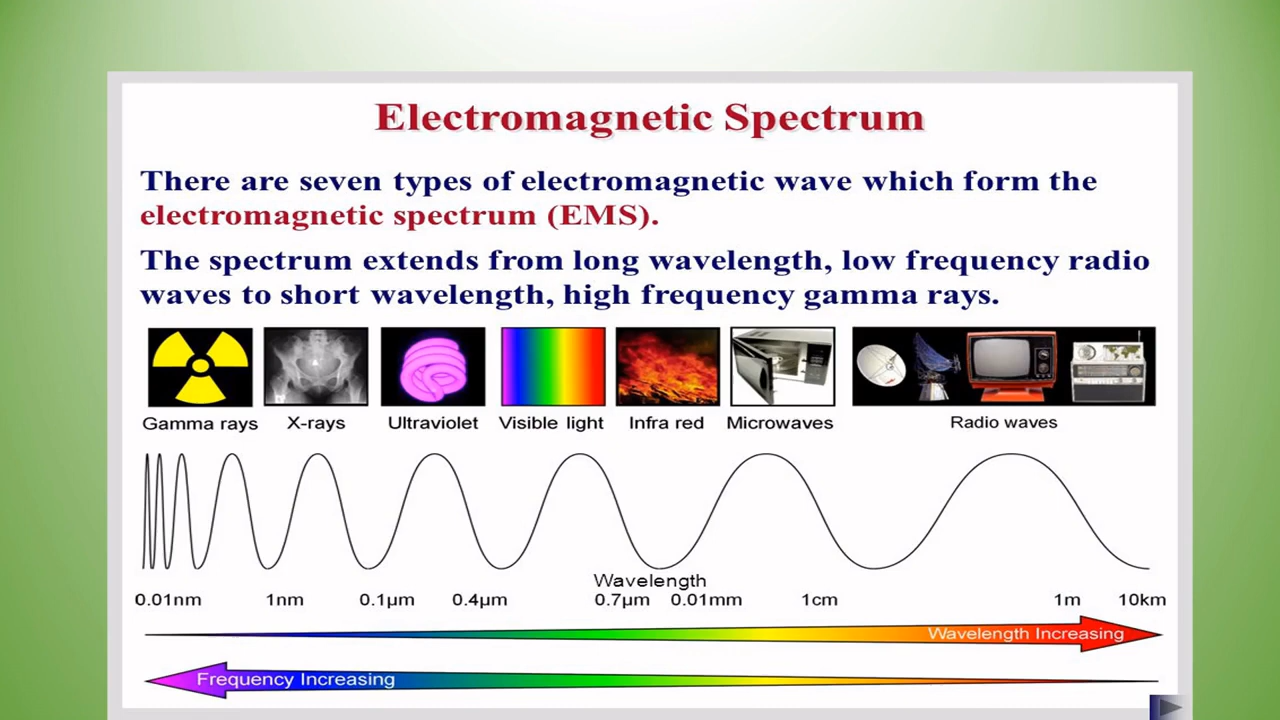 Electromagnetic Spectrum
There are seven types of electromagnetic wave which form the
electromagnetic spectrum (EMS).
The spectrum extends from long wavelength, low frequency radio
waves to short wavelength, high frequency gamma rays.
Gamma rays X-rays Ultraviolet Visible light Infra red Microwaves Radio waves
Wavelength
0.01nm 1nm 0.1µm 0.4µm 0.7µm 0.01mm 1cm 1m 10km
Wavelength Increasing
Frequency Increasing